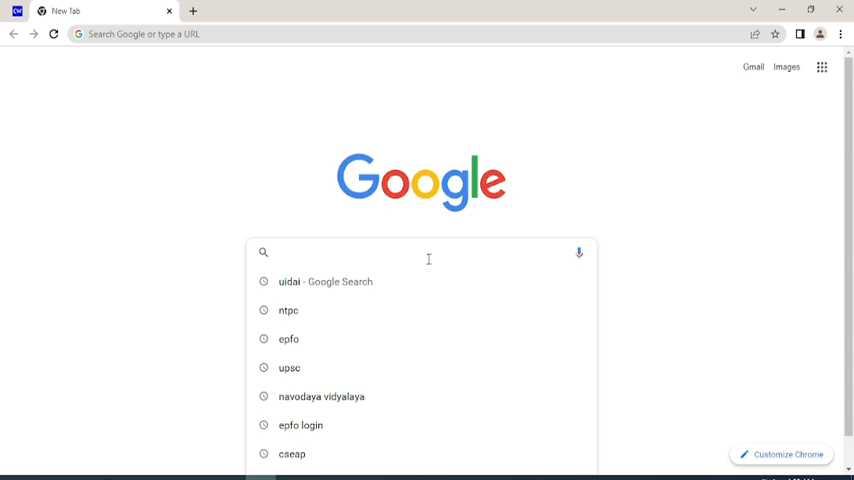 CW
New Tab
Search Google or type a URL
Gmail Images
Google
uidai - Google Search
ntpc
epfo
upsc
navodaya vidyalaya
epfo login
cseap
Customize Chrome